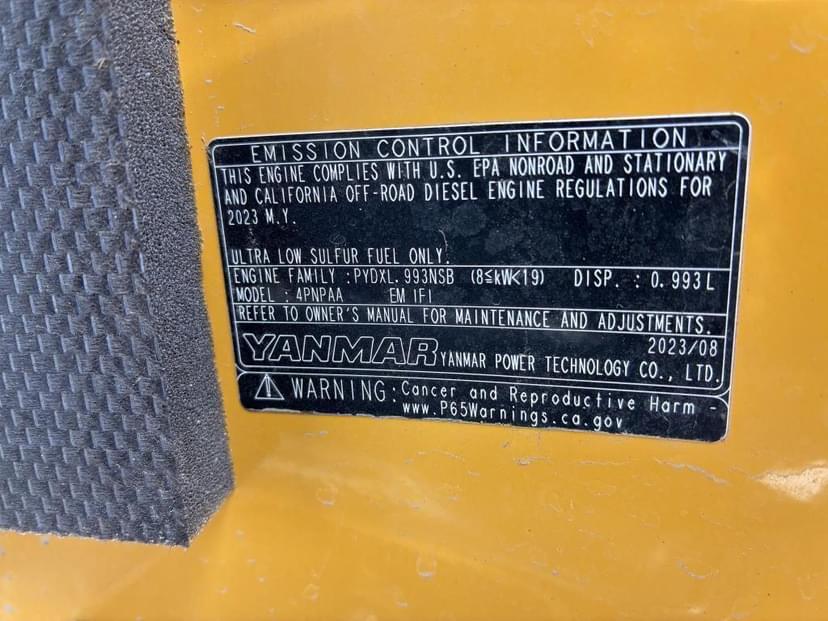 EMISSION CONTROL INFORMATION
THIS ENGINE COMPLIES WITH U.S. EPA NONROAD AND STATIONARY
AND CALIFORNIA OFF-ROAD DIESEL ENGINE REGULATIONS FOR
2023 M.Y.
ULTRA LOW SULFUR FUEL ONLY.
ENGINE FAMILY : PYDXL.993NSB (8≦kW<19) DISP. : 0.993L
MODEL : 4PNPAA EM IFI
REFER TO OWNER'S MANUAL FOR MAINTENANCE AND ADJUSTMENTS.
2023/08
YANMAR YANMAR POWER TECHNOLOGY CO., LTD.
WARNING: Cancer and Reproductive Harm -
www.P65Warnings.ca.gov